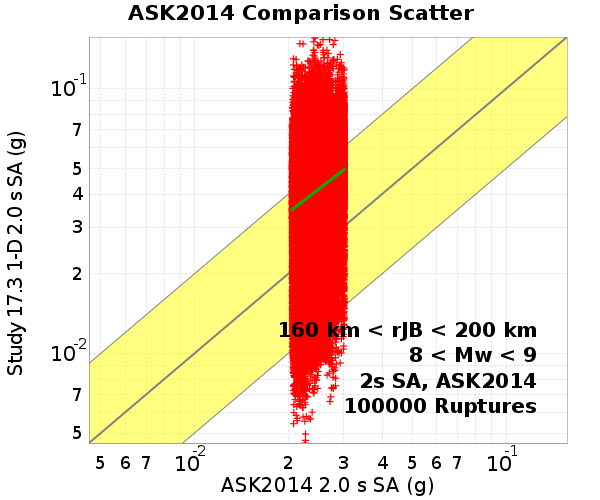 ASK2014 Comparison Scatter
Study 17.3 1-D 2.0 s SA (g)
10-1
7
5
4
3
2
10-2
7
5
160 km < rJB < 200 km
8 < Mw < 9
2s SA, ASK2014
100000 Ruptures
5 6 7 10-2 2 3 4 5 6 7 8 10-1
ASK2014 2.0 s SA (g)